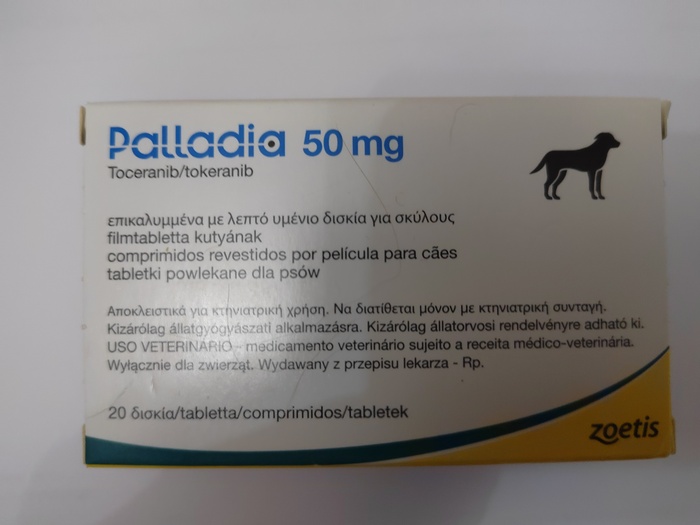 Palladia 50 mg
Toceranib/tokeranib
επικαλυμμένα με λεπτό υμένιο δισκία για σκύλους
filmtabletta kutyának
comprimidos revestidos por película para cães
tabletki powlekane dla psów
Αποκλειστικά για κτηνιατρική χρήση. Να διατίθεται μόνον με κτηνιατρική συνταγή.
Kizárólag állatgyógyászati alkalmazásra. Kizárólag állatorvosi rendelvényre adható ki.
USO VETERINÁRIO - medicamento veterinário sujeito a receita médico-veterinária.
Wyłącznie dla zwierząt. Wydawany z przepisu lekarza - Rp.
20 δισκία/tabletta/comprimidos/tabletek
zoetis